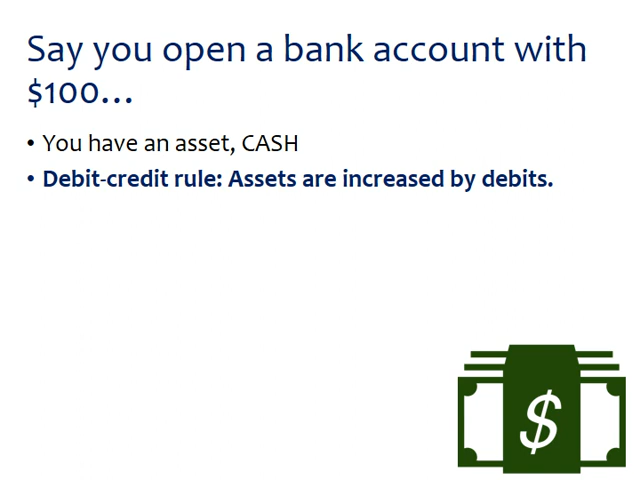 Say you open a bank account with
$100…
• You have an asset, CASH
• Debit-credit rule: Assets are increased by debits.
$